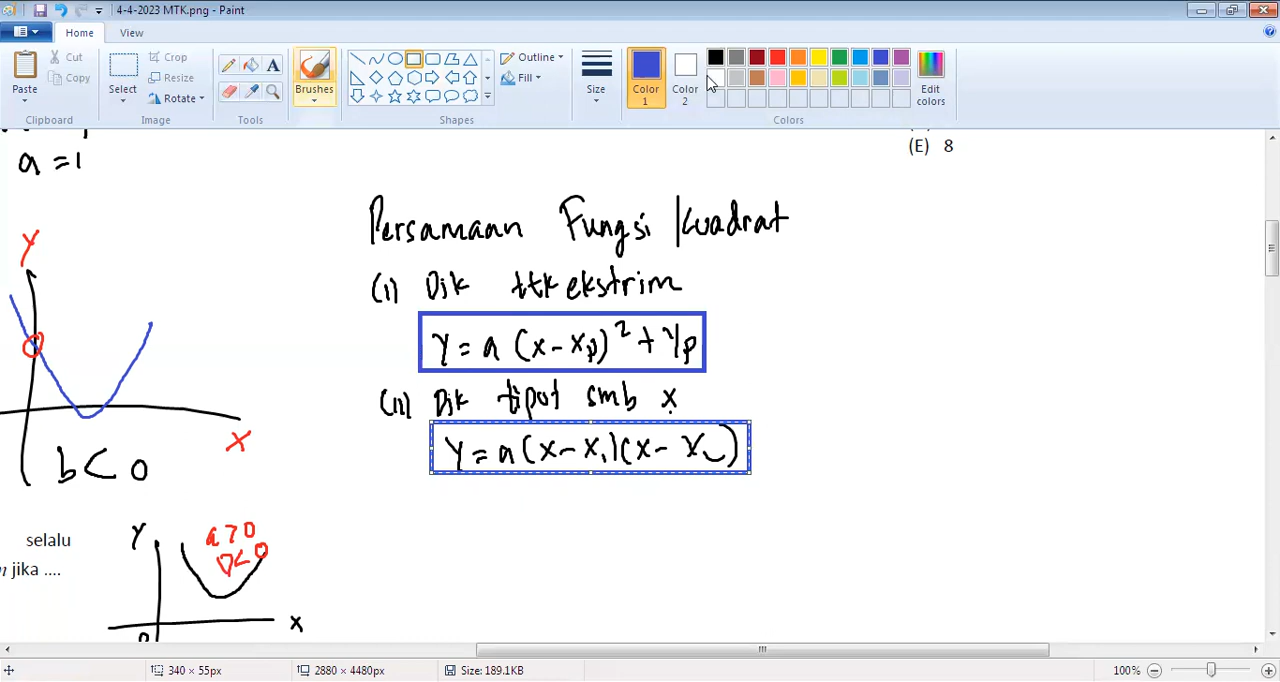 4-4-2023 MTK.png - Paint
Home View
Paste
Cut
Copy
Clipboard
Select
Crop
Resize
Rotate
Image
Tools
Brushes
Shapes
Outline
Fill
Size
Color 1
Color 2
Edit colors
Colors
(E) 8
a = 1
Persamaan Fungsi Kuadrat
(i) Dik ttk ekstrim
Y = a (x - xp)² + Yp
(ii) Dik tipot smb x
Y = a(x - x₁)(x - x₂)
Y
X
b < 0
selalu
jika ....
Y
a > 0
D < 0
X
0
340 × 55px
2880 × 4480px
Size: 189.1KB
100%